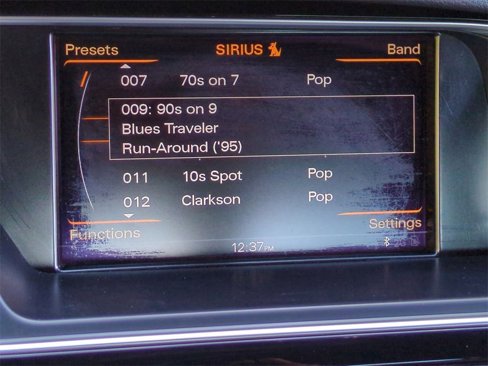 Presets SIRIUS Band
007 70s on 7 Pop
009: 90s on 9
Blues Traveler
Run-Around ('95)
011 10s Spot Pop
012 Clarkson Pop
Functions Settings
12:37PM